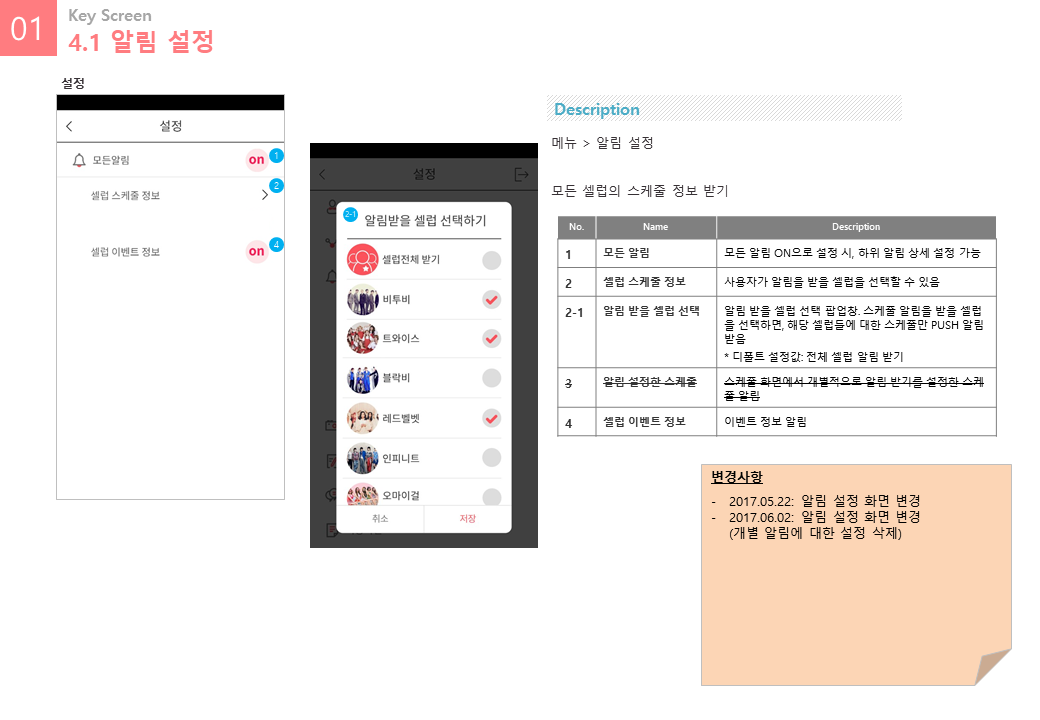 01
Key Screen
4.1 알림 설정
설정
설정
모든알림
on
1
셀럽 스케줄 정보
2
셀럽 이벤트 정보
on
4
설정
2-1
알림받을 셀럽 선택하기
셀럽전체 받기
비투비
트와이스
블락비
레드벨벳
인피니트
오마이걸
취소
저장
Description
메뉴 > 알림 설정
모든 셀럽의 스케줄 정보 받기
No. Name Description
1 모든 알림 모든 알림 ON으로 설정 시, 하위 알림 상세 설정 가능
2 셀럽 스케줄 정보 사용자가 알림을 받을 셀럽을 선택할 수 있음
2-1 알림 받을 셀럽 선택 알림 받을 셀럽 선택 팝업창. 스케줄 알림을 받을 셀럽
을 선택하면, 해당 셀럽들에 대한 스케줄만 PUSH 알림
받음
* 디폴트 설정값: 전체 셀럽 알림 받기
3 알림 설정한 스케줄 스케줄 화면에서 개별적으로 알림 받기를 설정한 스케
줄 알림
4 셀럽 이벤트 정보 이벤트 정보 알림
변경사항
- 2017.05.22: 알림 설정 화면 변경
- 2017.06.02: 알림 설정 화면 변경
(개별 알림에 대한 설정 삭제)